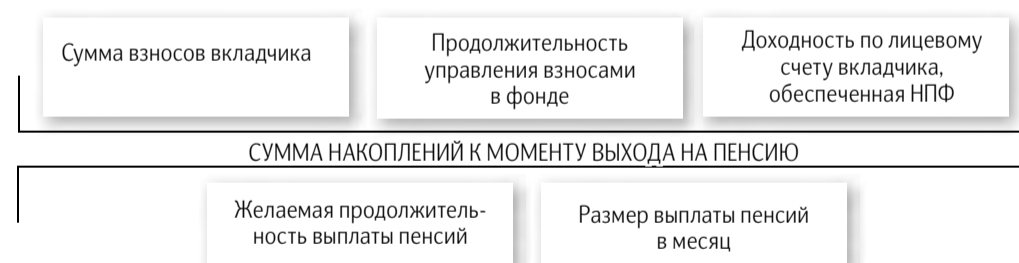 Сумма взносов вкладчика
Продолжительность
управления взносами
в фонде
Доходность по лицевому
счету вкладчика,
обеспеченная НПФ
СУММА НАКОПЛЕНИЙ К МОМЕНТУ ВЫХОДА НА ПЕНСИЮ
Желаемая продолжитель-
ность выплаты пенсий
Размер выплаты пенсий
в месяц